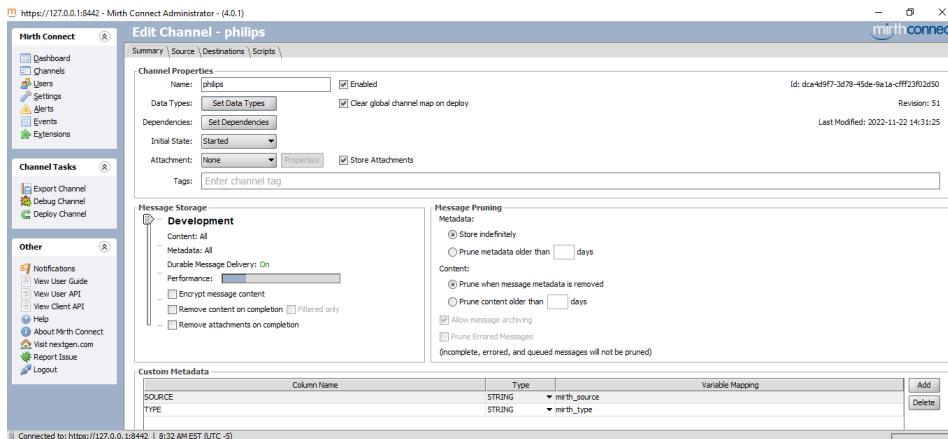 https://127.0.0.1:8442 - Mirth Connect Administrator - (4.0.1)
Mirth Connect
Dashboard
Channels
Users
Settings
Alerts
Events
Extensions
Channel Tasks
Export Channel
Debug Channel
Deploy Channel
Other
Notifications
View User Guide
View User API
View Client API
Help
About Mirth Connect
Visit nextgen.com
Report Issue
Logout
Edit Channel - philips
mirth connec
Summary Source Destinations Scripts
Channel Properties
Name: philips Enabled Id: dca4d9f7-3d78-45de-9a1a-cfff23f02d50
Data Types: Set Data Types Clear global channel map on deploy Revision: 51
Dependencies: Set Dependencies Last Modified: 2022-11-22 14:31:25
Initial State: Started
Attachment: None Properties Store Attachments
Tags: Enter channel tag
Message Storage
Development
Content: All
Metadata: All
Durable Message Delivery: On
Performance:
Encrypt message content
Remove content on completion Filtered only
Remove attachments on completion
Message Pruning
Metadata:
Store indefinitely
Prune metadata older than days
Content:
Prune when message metadata is removed
Prune content older than days
Allow message archiving
Prune Errored Messages
(incomplete, errored, and queued messages will not be pruned)
Custom Metadata
Column Name Type Variable Mapping Add
SOURCE STRING mirth_source Delete
TYPE STRING mirth_type
Connected to: https://127.0.0.1:8442 | 8:32 AM EST (UTC -5)